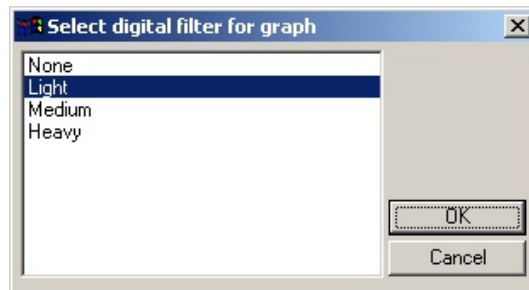 Select digital filter for graph
None
Light
Medium
Heavy
OK
Cancel